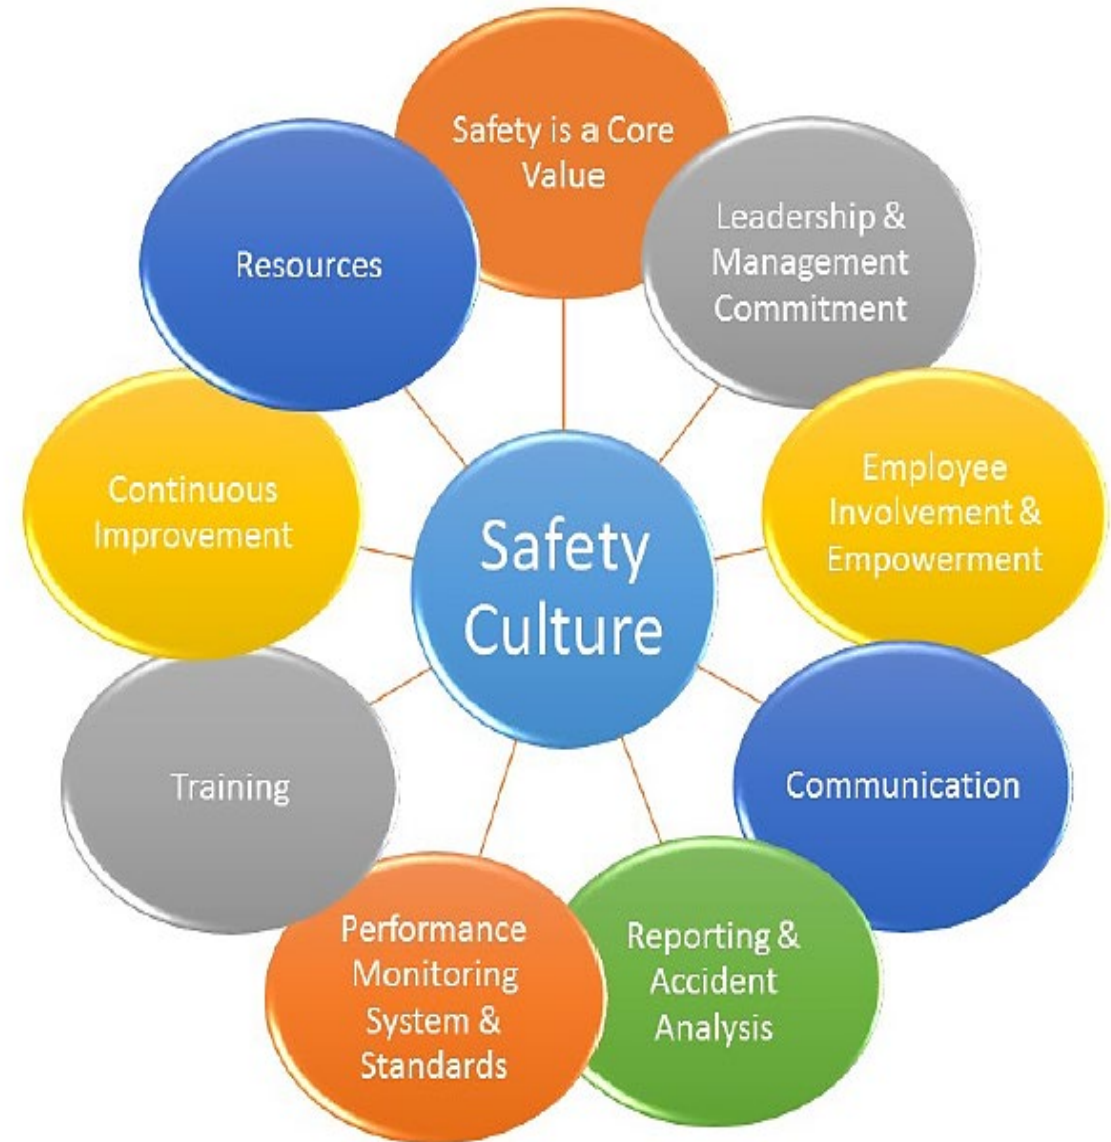 Safety is a Core
Value
Leadership &
Management
Commitment
Employee
Involvement &
Empowerment
Communication
Reporting &
Accident
Analysis
Performance
Monitoring
System &
Standards
Training
Continuous
Improvement
Resources
Safety
Culture